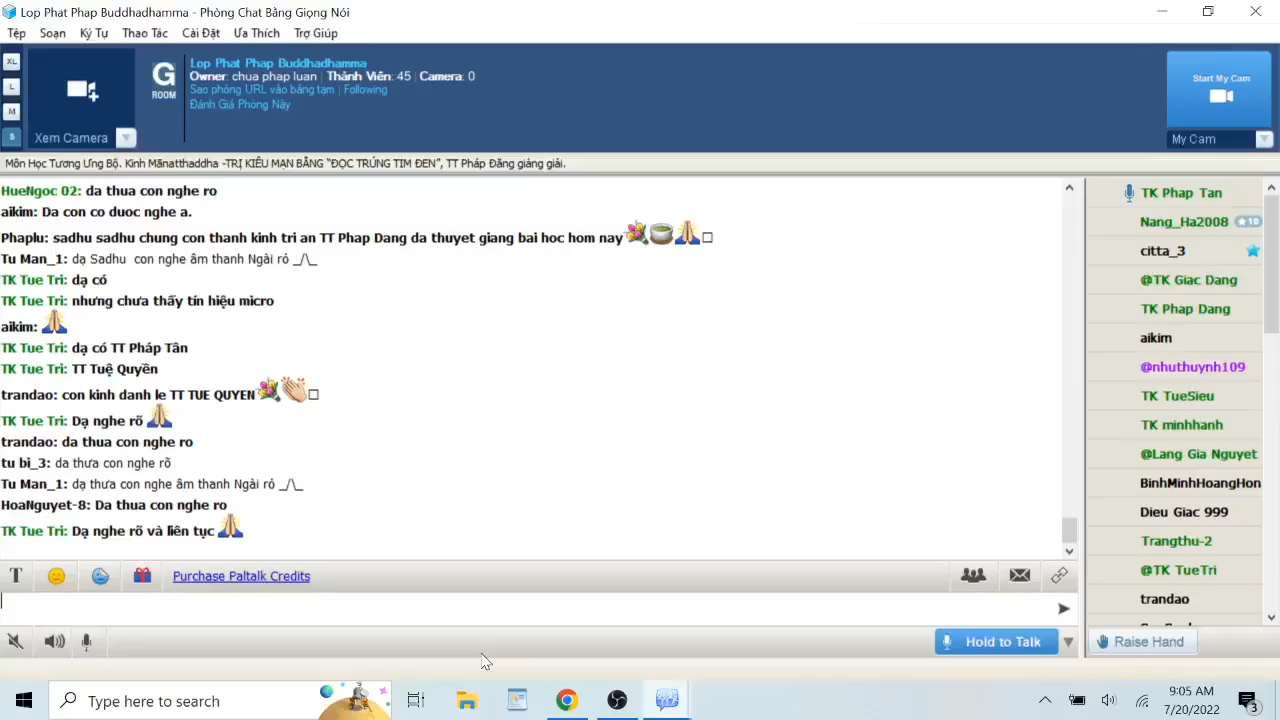 Lop Phat Phap Buddhadhamma - Phòng Chat Bằng Giọng Nói
Tệp Soạn Ký Tự Thao Tác Cài Đặt Ưa Thích Trợ Giúp
XL
L
M
S
Xem Camera
G
ROOM
Lop Phat Phap Buddhadhamma
Owner: chua phap luan | Thành Viên: 45 | Camera: 0
Sao phòng URL vào bảng tạm | Following
Đánh Giá Phòng Này
Start My Cam
My Cam
Môn Học Tương Ưng Bộ. Kinh Mānatthaddha -TRỊ KIÊU MẠN BẰNG “ĐỌC TRÚNG TIM ĐEN”, TT Pháp Đăng giảng giải.
HueNgoc 02: da thua con nghe ro
aikim: Da con co duoc nghe a.
Phaplu: sadhu sadhu chung con thanh kinh tri an TT Phap Dang da thuyet giang bai hoc hom nay
Tu Man_1: dạ Sadhu con nghe âm thanh Ngài rỏ _/\_
TK Tue Tri: dạ có
TK Tue Tri: nhưng chưa thấy tín hiệu micro
aikim:
TK Tue Tri: dạ có TT Pháp Tân
TK Tue Tri: TT Tuệ Quyền
trandao: con kinh danh le TT TUE QUYEN
TK Tue Tri: Dạ nghe rõ
trandao: da thua con nghe ro
tu bi_3: da thưa con nghe rõ
Tu Man_1: dạ thưa con nghe âm thanh Ngài rỏ _/\_
HoaNguyet-8: Da thua con nghe ro
TK Tue Tri: Dạ nghe rõ và liên tục
TK Phap Tan
Nang_Ha2008 10
citta_3
@TK Giac Dang
TK Phap Dang
aikim
@nhuthuynh109
TK TueSieu
TK minhhanh
@Lang Gia Nguyet
BinhMinhHoangHon
Dieu Giac 999
Trangthu-2
@TK TueTri
trandao
T Purchase Paltalk Credits
Hold to Talk
Raise Hand
Type here to search
9:05 AM
7/20/2022
3